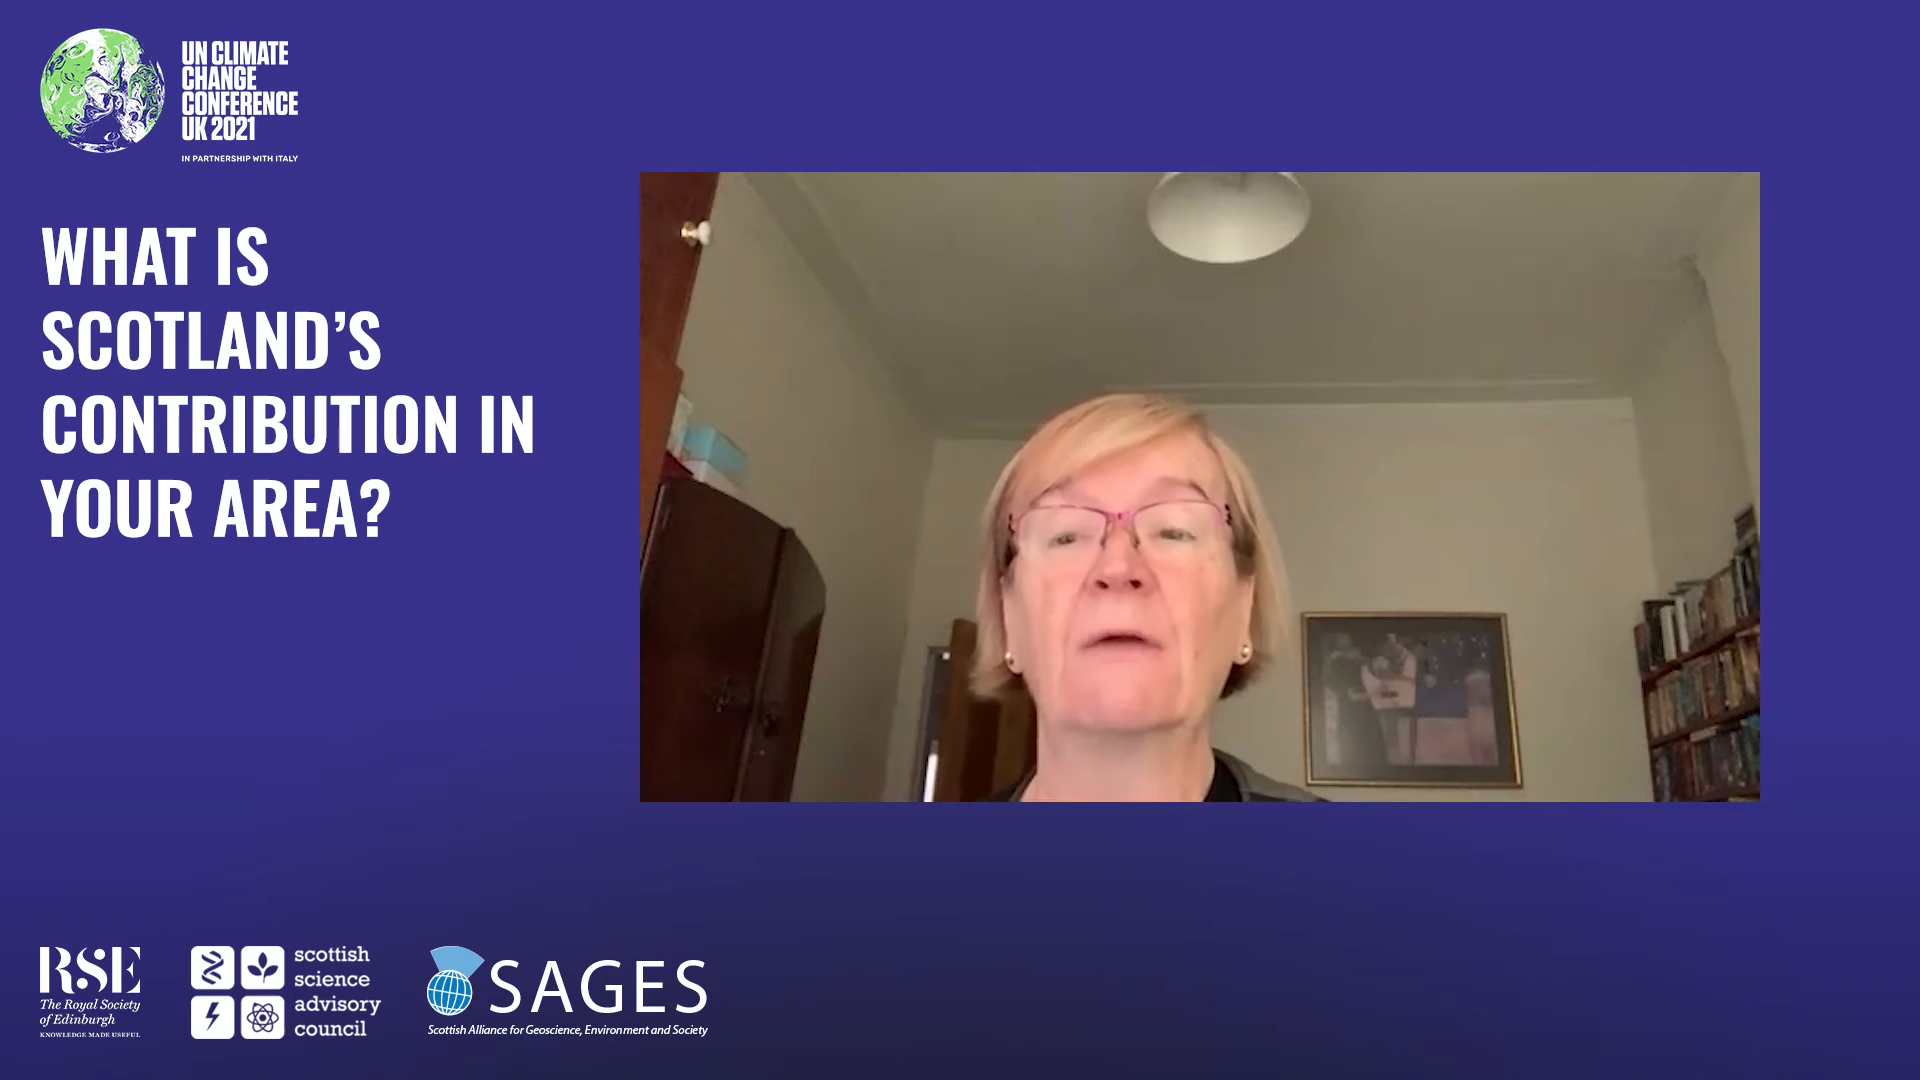 UN CLIMATE
CHANGE
CONFERENCE
UK 2021
IN PARTNERSHIP WITH ITALY
WHAT IS
SCOTLAND’S
CONTRIBUTION IN
YOUR AREA?
RSE
The Royal Society
of Edinburgh
KNOWLEDGE MADE USEFUL
scottish
science
advisory
council
SAGES
Scottish Alliance for Geoscience, Environment and Society